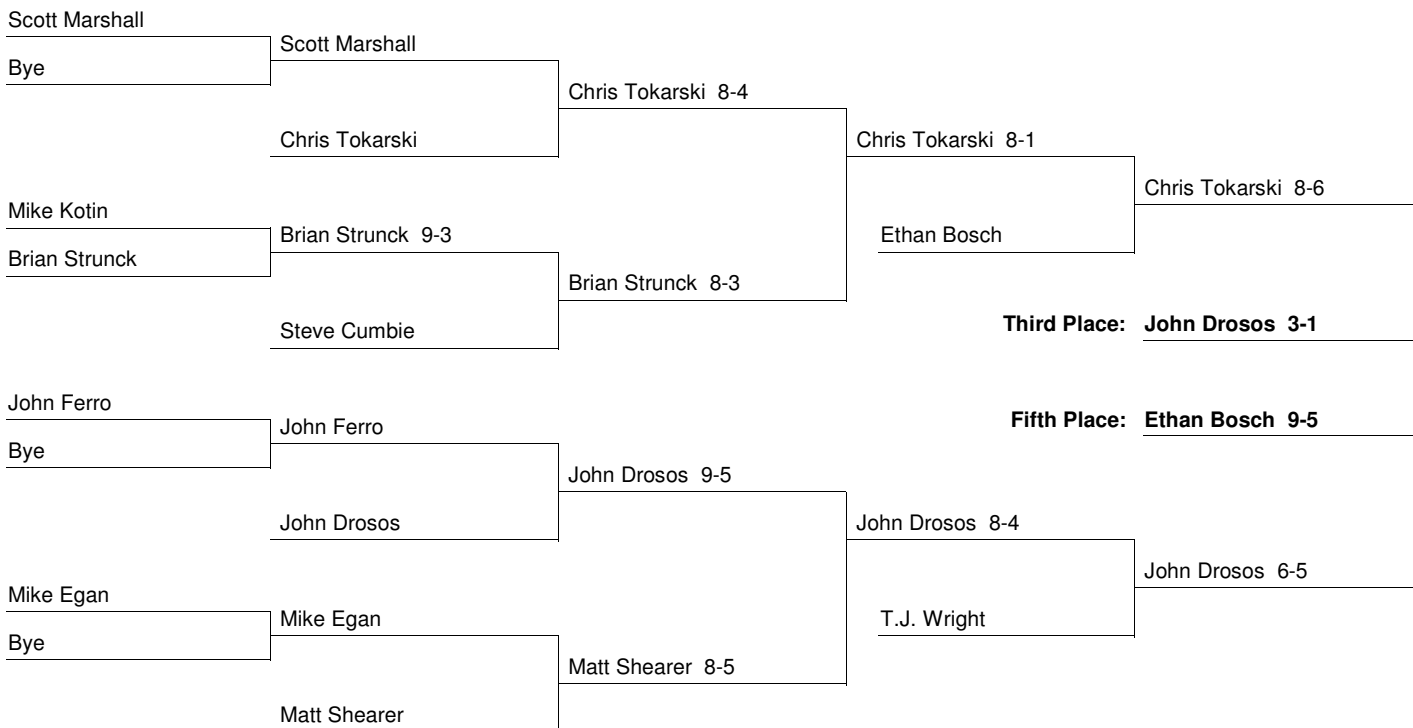 Scott Marshall
Scott Marshall
Bye
Chris Tokarski 8-4
Chris Tokarski
Chris Tokarski 8-1
Chris Tokarski 8-6
Mike Kotin
Brian Strunck 9-3
Ethan Bosch
Brian Strunck
Brian Strunck 8-3
Steve Cumbie
Third Place: John Drosos 3-1
John Ferro
Fifth Place: Ethan Bosch 9-5
John Ferro
Bye
John Drosos 9-5
John Drosos
John Drosos 8-4
John Drosos 6-5
Mike Egan
Mike Egan
T.J. Wright
Bye
Matt Shearer 8-5
Matt Shearer